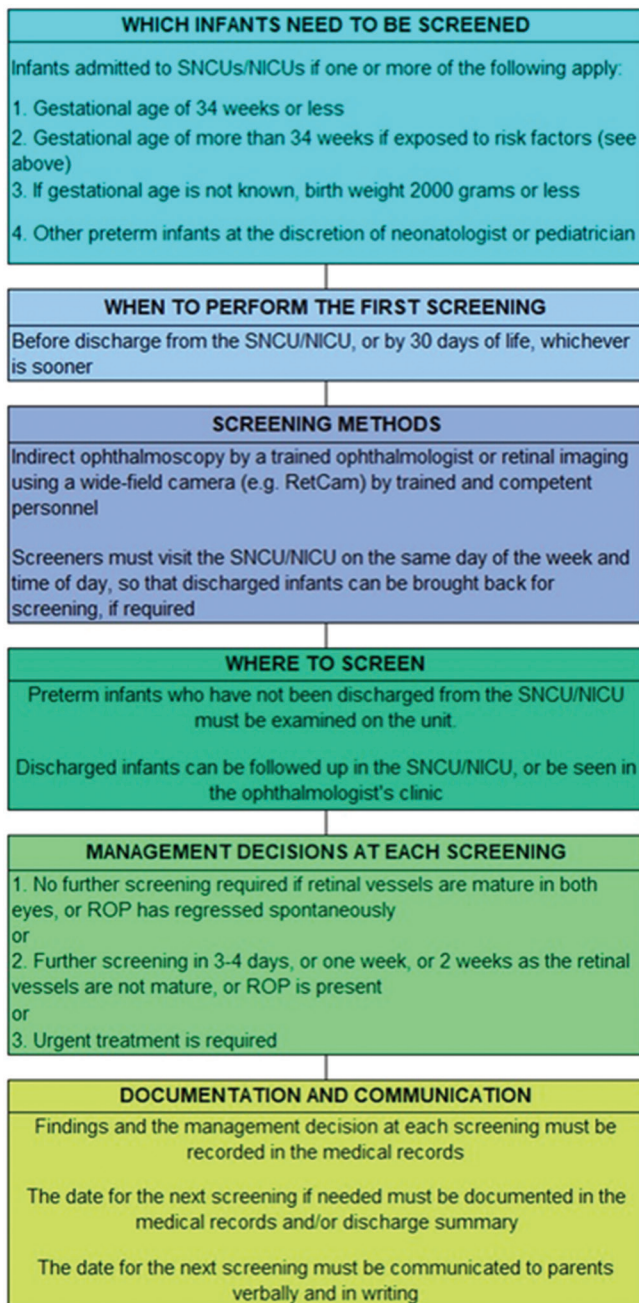 WHICH INFANTS NEED TO BE SCREENED
Infants admitted to SNCUs/NICUs if one or more of the following apply:
1. Gestational age of 34 weeks or less
2. Gestational age of more than 34 weeks if exposed to risk factors (see
above)
3. If gestational age is not known, birth weight 2000 grams or less
4. Other preterm infants at the discretion of neonatologist or pediatrician
WHEN TO PERFORM THE FIRST SCREENING
Before discharge from the SNCU/NICU, or by 30 days of life, whichever
is sooner
SCREENING METHODS
Indirect ophthalmoscopy by a trained ophthalmologist or retinal imaging
using a wide-field camera (e.g. RetCam) by trained and competent
personnel
Screeners must visit the SNCU/NICU on the same day of the week and
time of day, so that discharged infants can be brought back for
screening, if required
WHERE TO SCREEN
Preterm infants who have not been discharged from the SNCU/NICU
must be examined on the unit.
Discharged infants can be followed up in the SNCU/NICU, or be seen in
the ophthalmologist's clinic
MANAGEMENT DECISIONS AT EACH SCREENING
1. No further screening required if retinal vessels are mature in both
eyes, or ROP has regressed spontaneously
or
2. Further screening in 3-4 days, or one week, or 2 weeks as the retinal
vessels are not mature, or ROP is present
or
3. Urgent treatment is required
DOCUMENTATION AND COMMUNICATION
Findings and the management decision at each screening must be
recorded in the medical records
The date for the next screening if needed must be documented in the
medical records and/or discharge summary
The date for the next screening must be communicated to parents
verbally and in writing